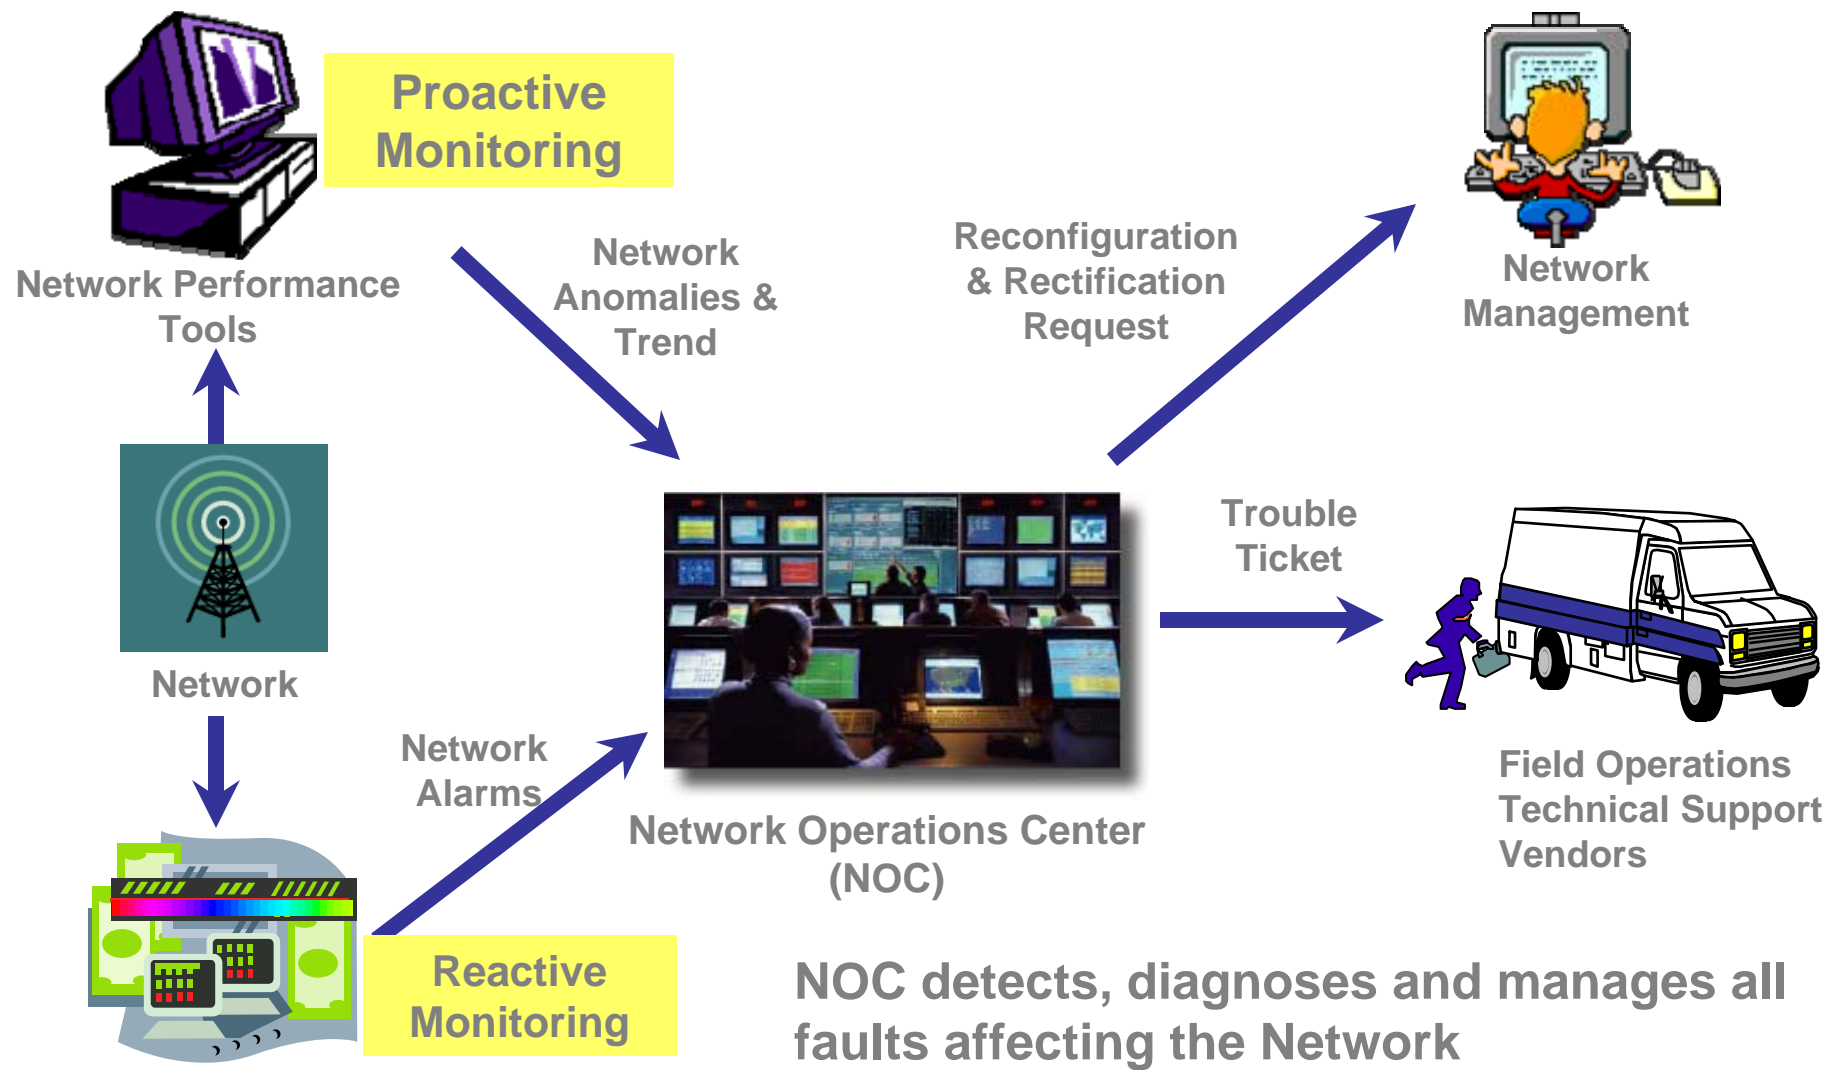 Proactive
Monitoring
Network Performance
Tools
Network
Anomalies &
Trend
Reconfiguration
& Rectification
Request
Network
Management
Network
Trouble
Ticket
Network
Alarms
Network Operations Center
(NOC)
Field Operations
Technical Support
Vendors
Reactive
Monitoring
NOC detects, diagnoses and manages all
faults affecting the Network